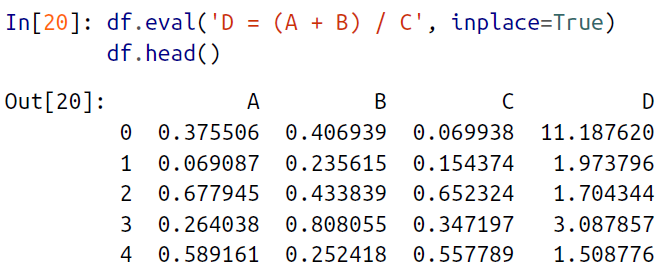 In[20]: df.eval('D = (A + B) / C', inplace=True)
df.head()
Out[20]: A B C D
0 0.375506 0.406939 0.069938 11.187620
1 0.069087 0.235615 0.154374 1.973796
2 0.677945 0.433839 0.652324 1.704344
3 0.264038 0.808055 0.347197 3.087857
4 0.589161 0.252418 0.557789 1.508776